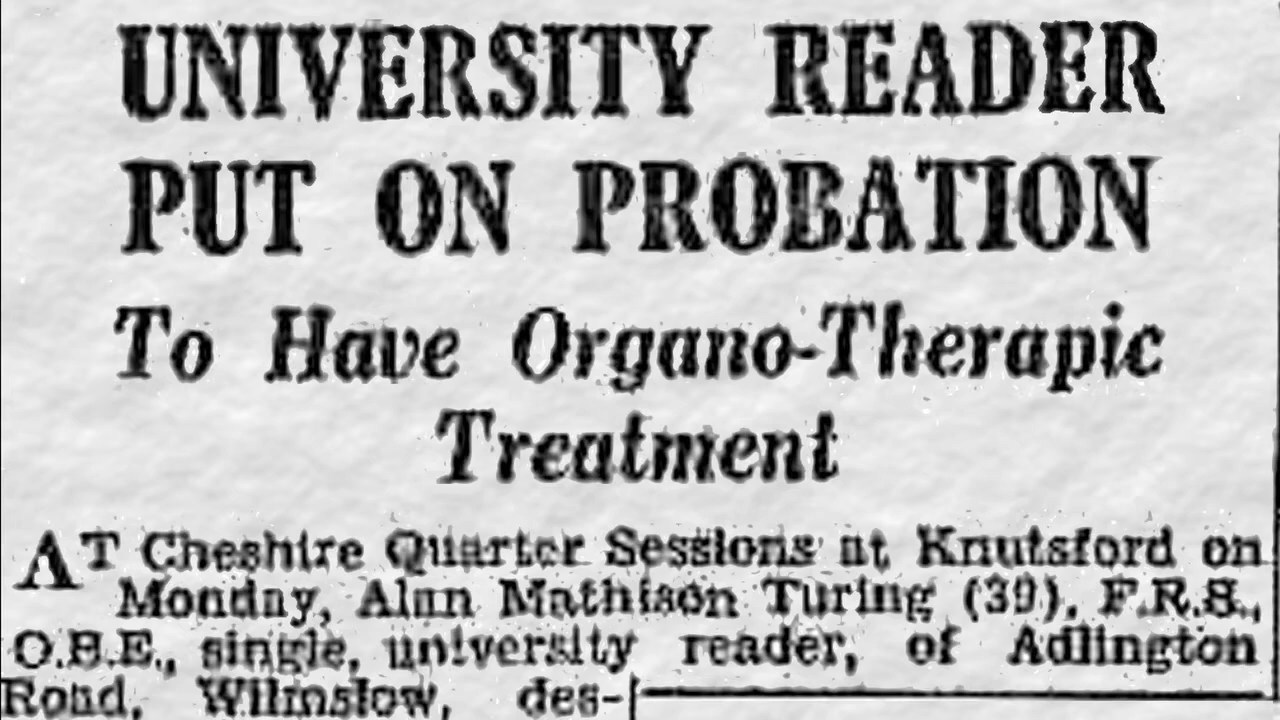 UNIVERSITY READER
PUT ON PROBATION
To Have Organo-Therapic
Treatment
AT Cheshire Quarter Sessions at Knutsford on
Monday, Alan Mathison Turing (39), F.R.S.,
O.B.E., single, university reader, of Adlington
Road, Wilmslow, des-